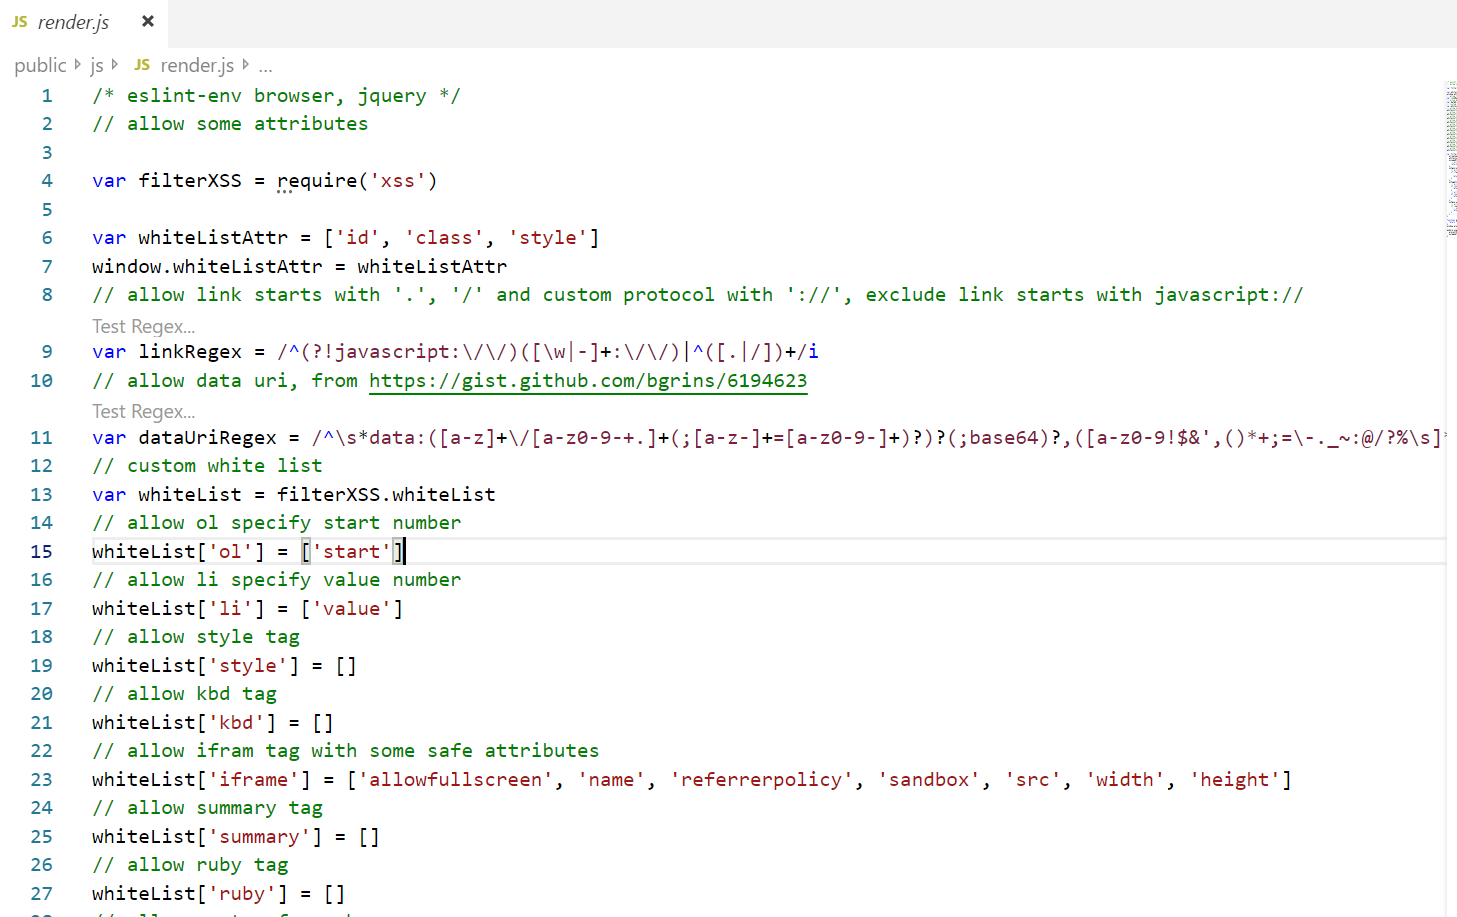 JS render.js ×
public js JS render.js ...
1 /* eslint-env browser, jquery */
2 // allow some attributes
3
4 var filterXSS = require('xss')
5
6 var whiteListAttr = ['id', 'class', 'style']
7 window.whiteListAttr = whiteListAttr
8 // allow link starts with '.', '/' and custom protocol with '://', exclude link starts with javascript://
Test Regex...
9 var linkRegex = /^(?!javascript:\/\/)([\w|-]+:\/\/)|^([.|/])+/i
10 // allow data uri, from https://gist.github.com/bgrins/6194623
Test Regex...
11 var dataUriRegex = /^\s*data:([a-z]+\/[a-z0-9-+.]+(;[a-z-]+=[a-z0-9-]+)?)?(;base64)?,([a-z0-9!$&',()*+;=\-._~:@/?%\s]*
12 // custom white list
13 var whiteList = filterXSS.whiteList
14 // allow ol specify start number
15 whiteList['ol'] = ['start']
16 // allow li specify value number
17 whiteList['li'] = ['value']
18 // allow style tag
19 whiteList['style'] = []
20 // allow kbd tag
21 whiteList['kbd'] = []
22 // allow ifram tag with some safe attributes
23 whiteList['iframe'] = ['allowfullscreen', 'name', 'referrerpolicy', 'sandbox', 'src', 'width', 'height']
24 // allow summary tag
25 whiteList['summary'] = []
26 // allow ruby tag
27 whiteList['ruby'] = []